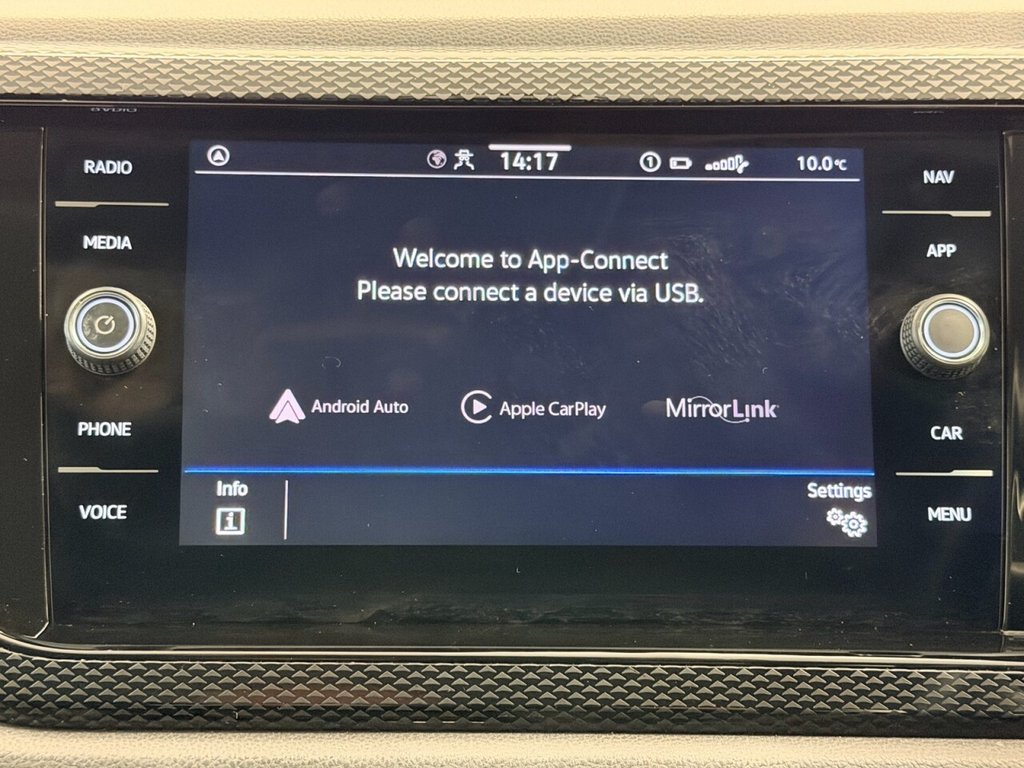 RADIO
MEDIA
PHONE
VOICE
14:17
1
10.0°C
Welcome to App-Connect
Please connect a device via USB.
Android Auto
Apple CarPlay
MirrorLink
Info
i
Settings
NAV
APP
CAR
MENU